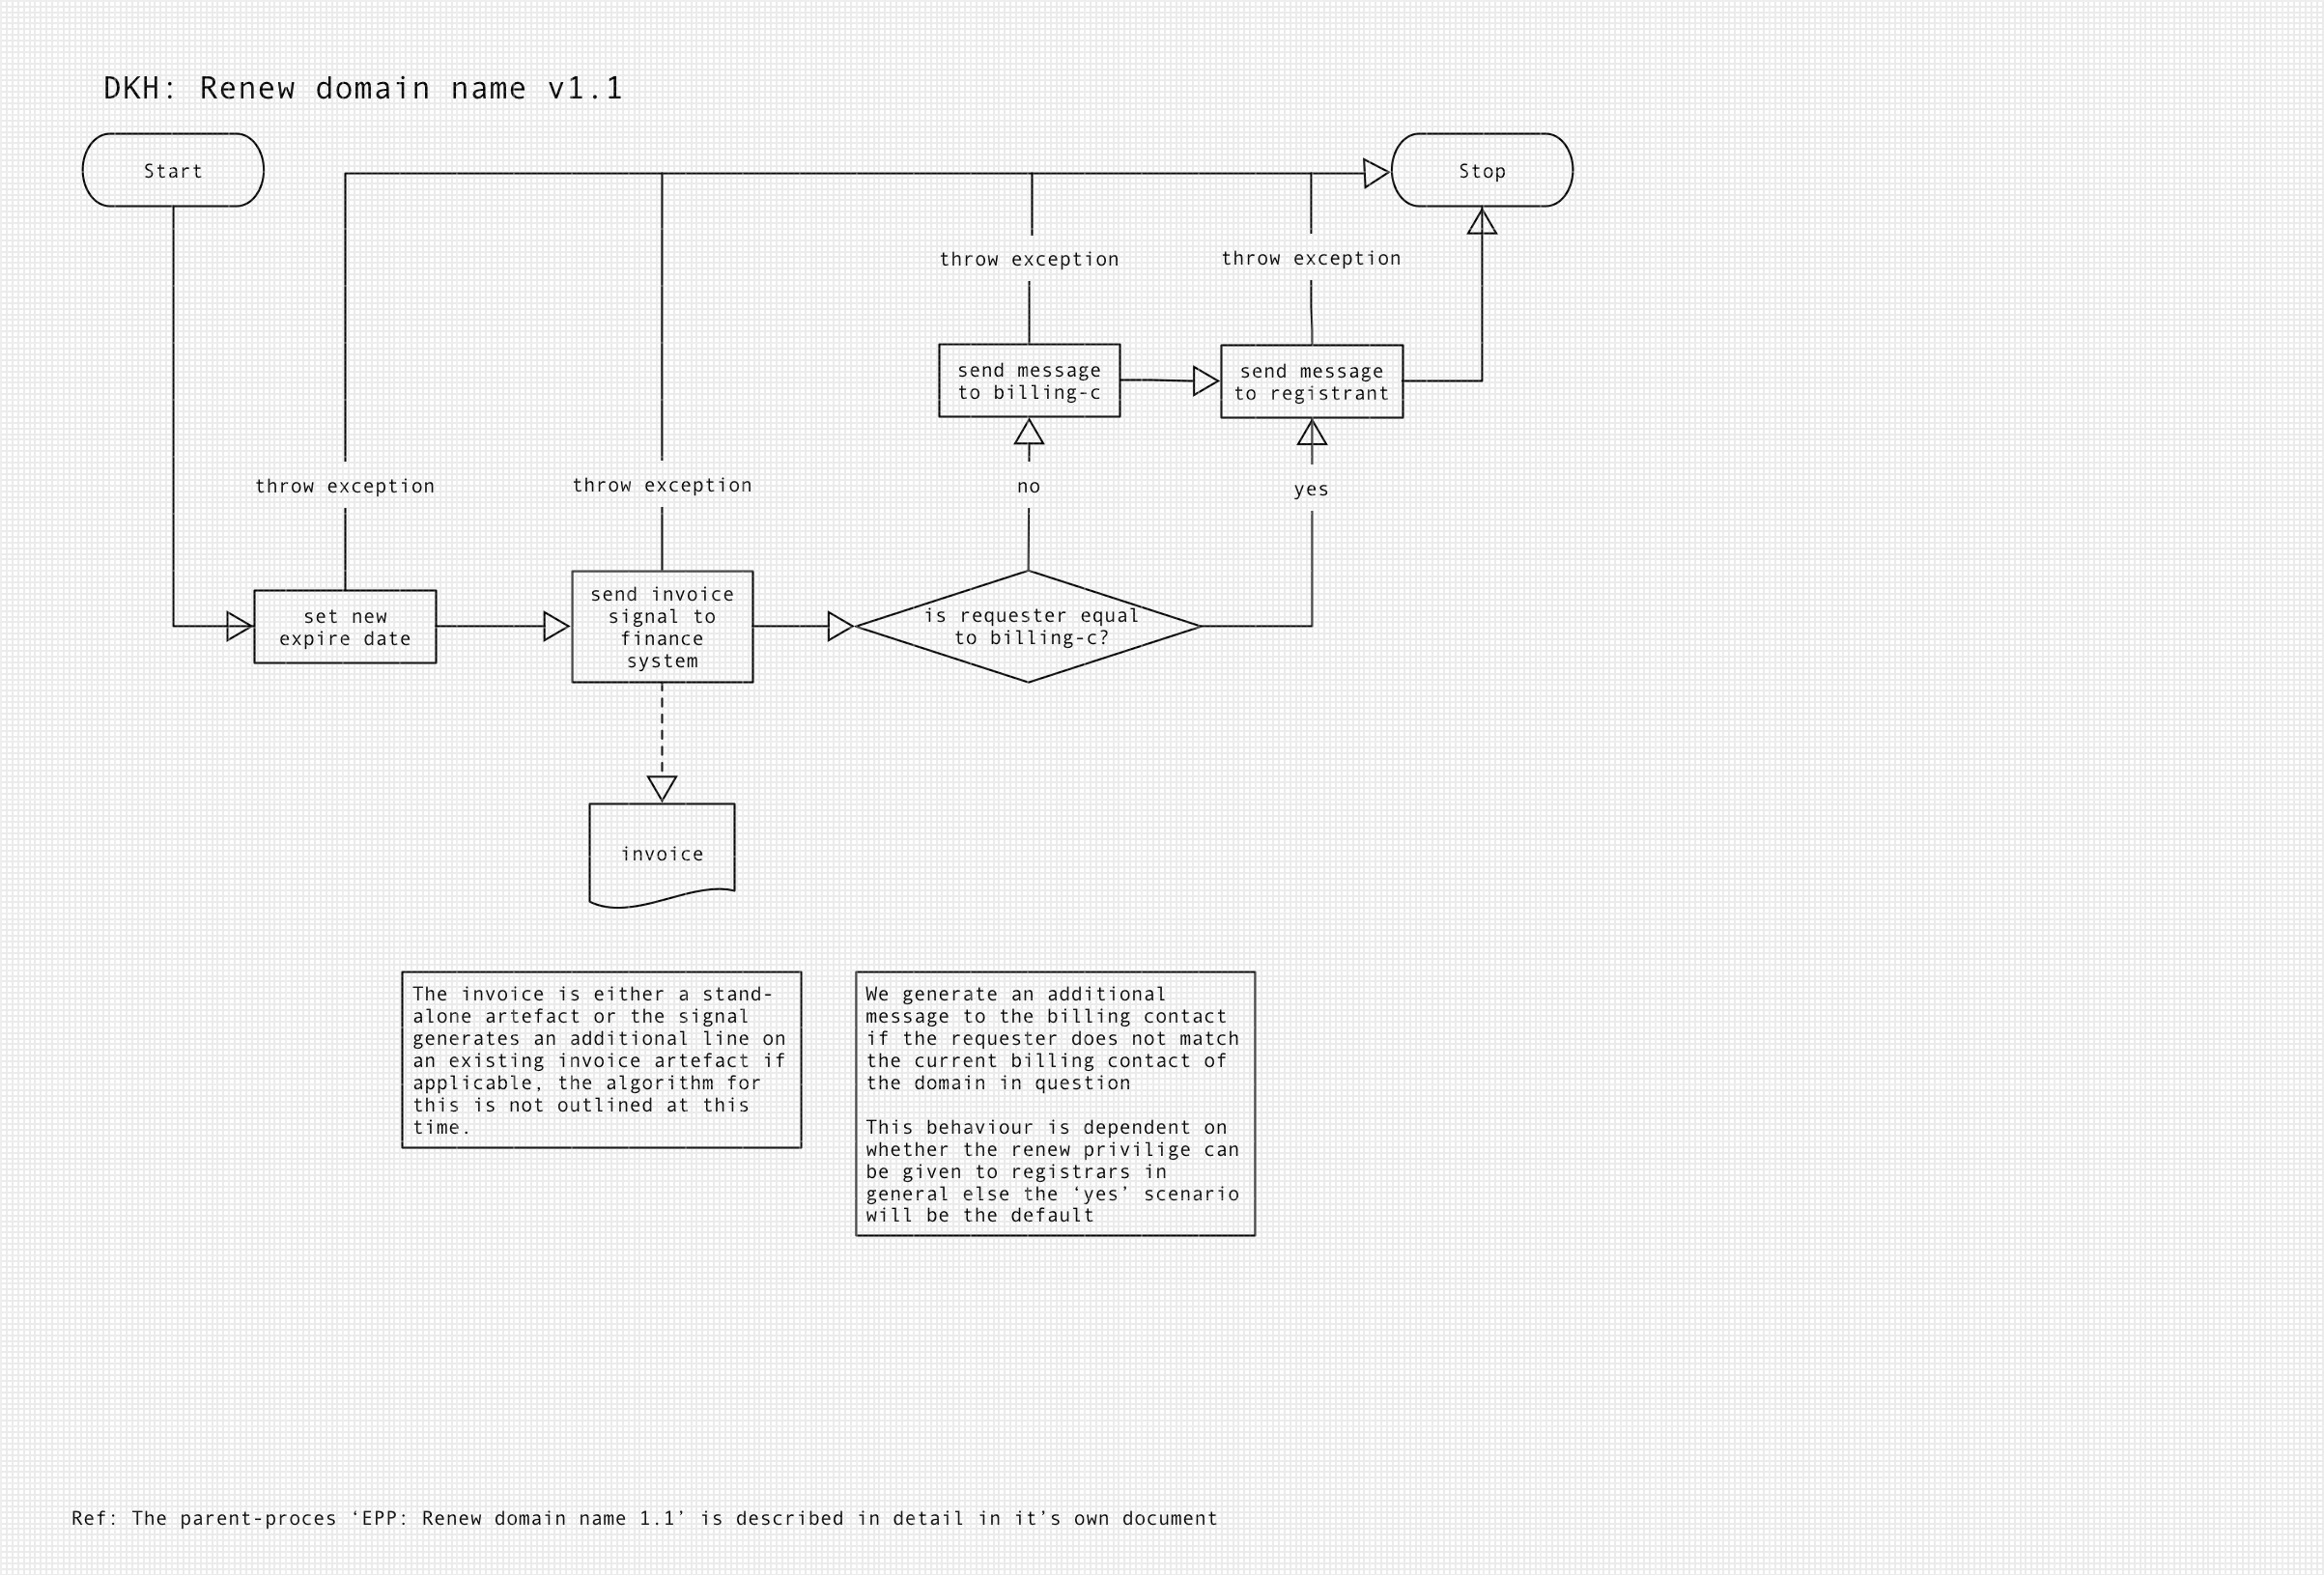 DKH: Renew domain name v1.1
Start
Stop
throw exception
throw exception
send message
to billing-c
send message
to registrant
throw exception
throw exception
no
yes
set new
expire date
send invoice
signal to
finance
system
is requester equal
to billing-c?
invoice
The invoice is either a stand-
alone artefact or the signal
generates an additional line on
an existing invoice artefact if
applicable, the algorithm for
this is not outlined at this
time.
We generate an additional
message to the billing contact
if the requester does not match
the current billing contact of
the domain in question
This behaviour is dependent on
whether the renew privilige can
be given to registrars in
general else the ‘yes’ scenario
will be the default
Ref: The parent-proces ‘EPP: Renew domain name 1.1’ is described in detail in it’s own document